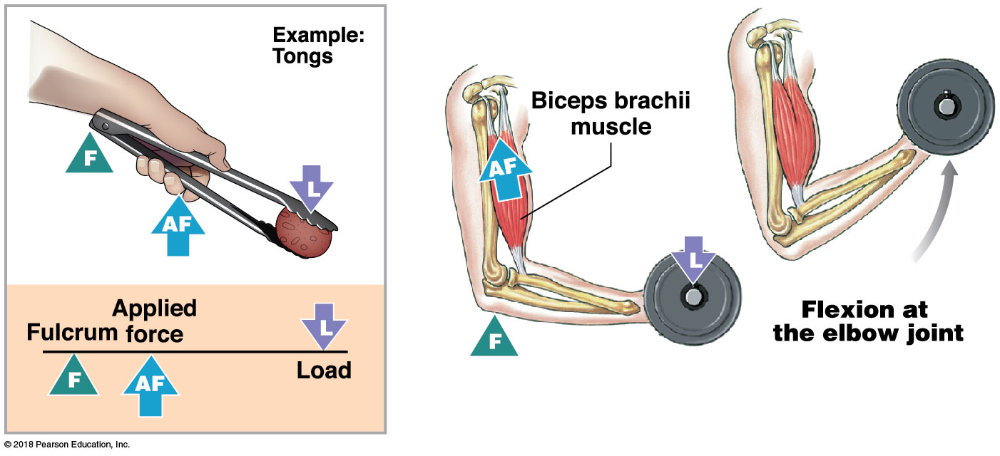 Example:
Tongs
F
AF
L
Applied
Fulcrum force
L
F
AF
Load
Biceps brachii
muscle
AF
L
F
Flexion at
the elbow joint
© 2018 Pearson Education, Inc.